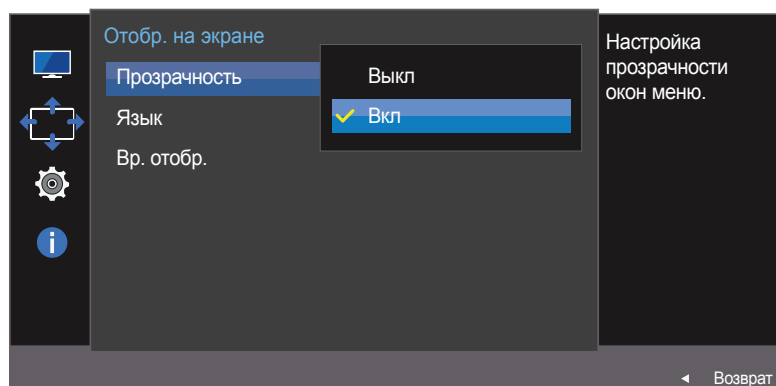 Отобр. на экране
Прозрачность
Язык
Вр. отобр.
Выкл
Вкл
Настройка
прозрачности
окон меню.
Возврат